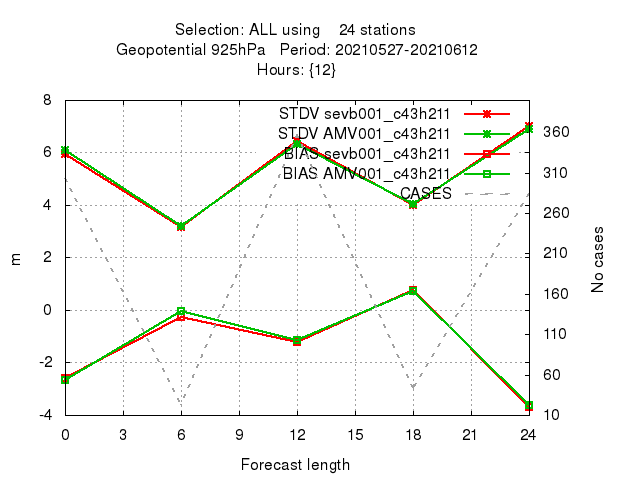 Selection: ALL using    24 stations
Geopotential 925hPa   Period: 20210527-20210612
Hours: {12}
8
6
4
2
0
-2
-4
m
STDV sevb001_c43h211
STDV AMV001_c43h211
BIAS sevb001_c43h211
BIAS AMV001_c43h211
CASES
360
310
260
210
160
110
60
10
No cases
0 3 6 9 12 15 18 21 24
Forecast length